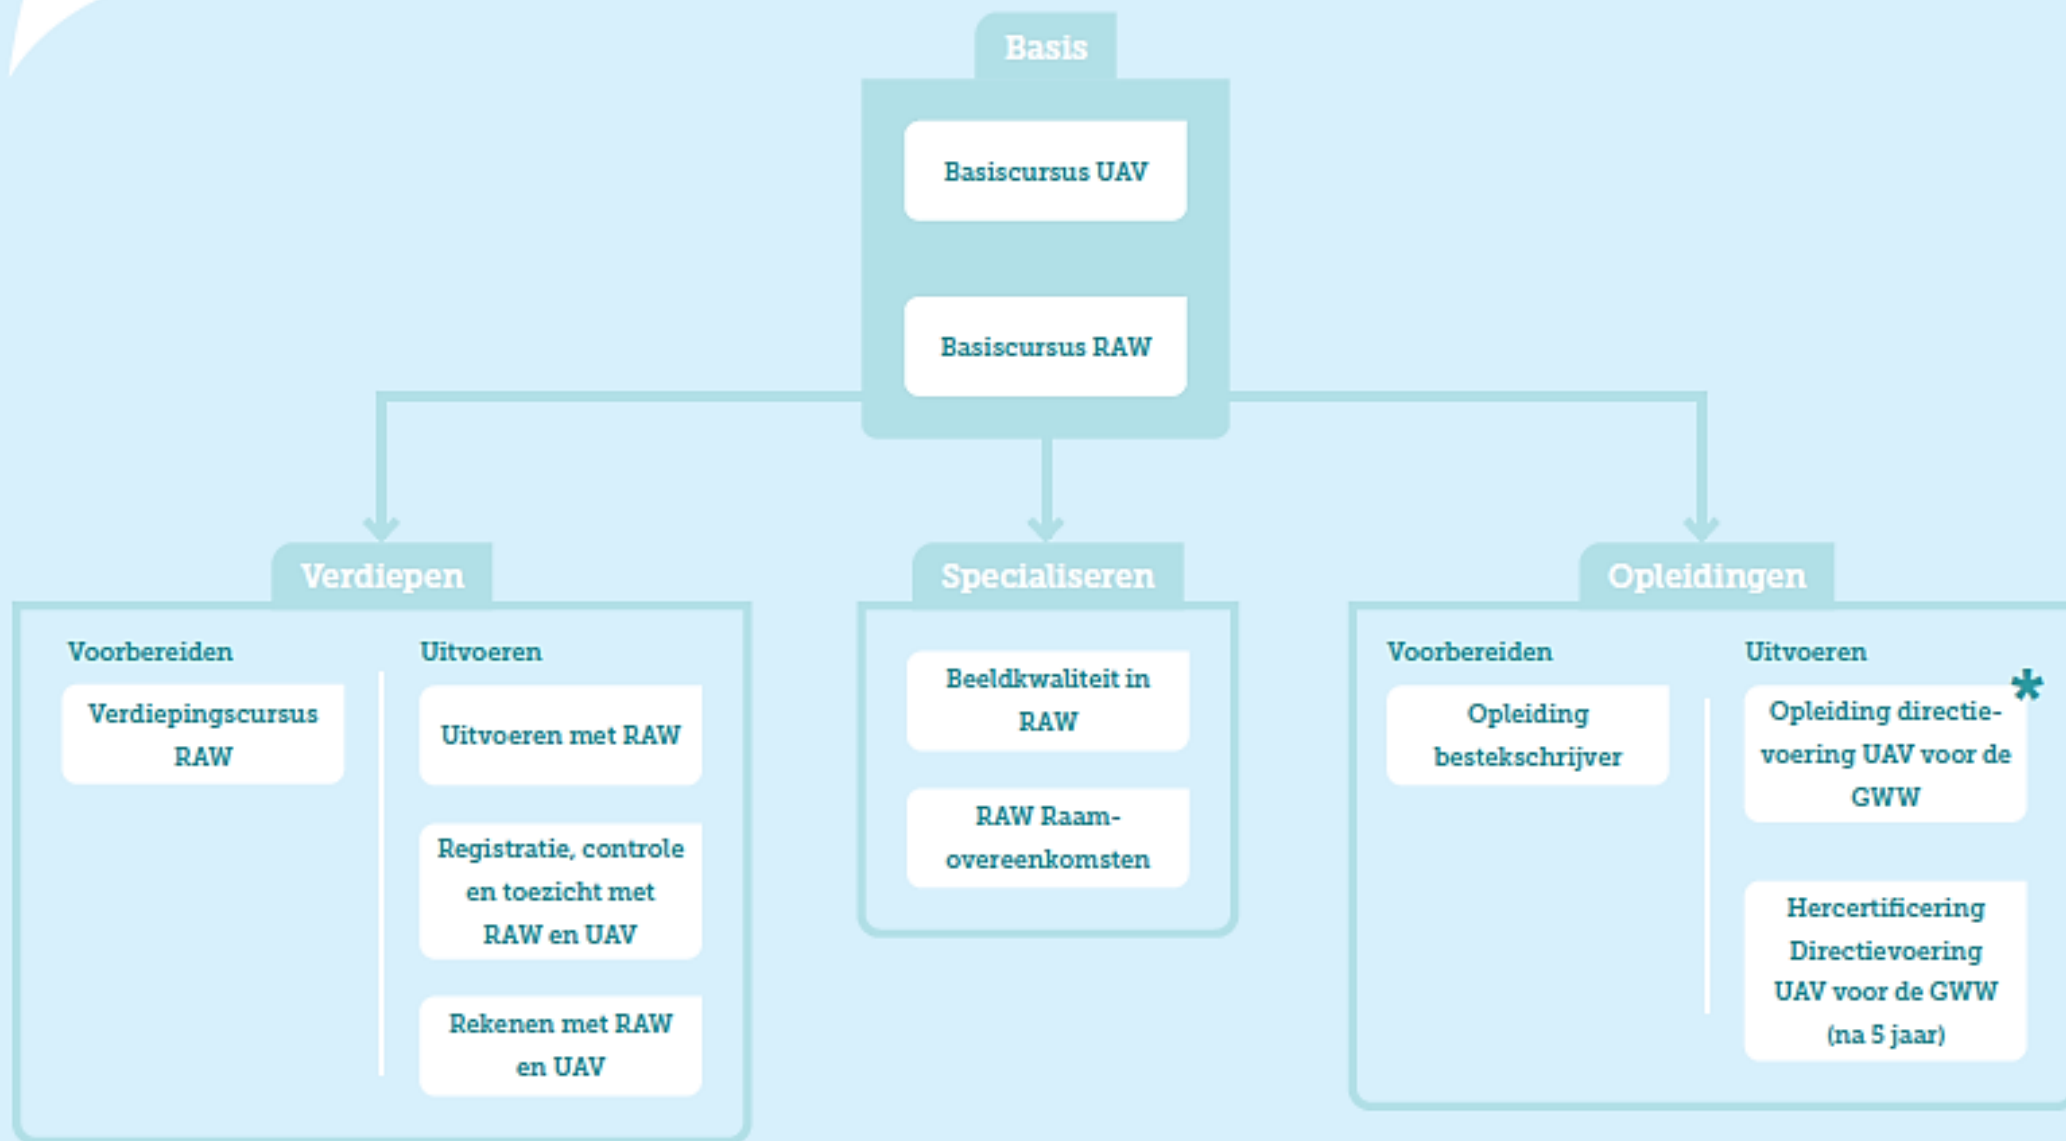 Basis
Basiscursus UAV
Basiscursus RAW
Verdiepen
Voorbereiden
Verdiepingscursus
RAW
Uitvoeren
Uitvoeren met RAW
Registratie, controle
en toezicht met
RAW en UAV
Rekenen met RAW
en UAV
Specialiseren
Beeldkwaliteit in
RAW
RAW Raam-
overeenkomsten
Opleidingen
Voorbereiden
Opleiding
bestekschrijver
Uitvoeren
*
Opleiding directie-
voering UAV voor de
GWW
Hercertificering
Directievoering
UAV voor de GWW
(na 5 jaar)